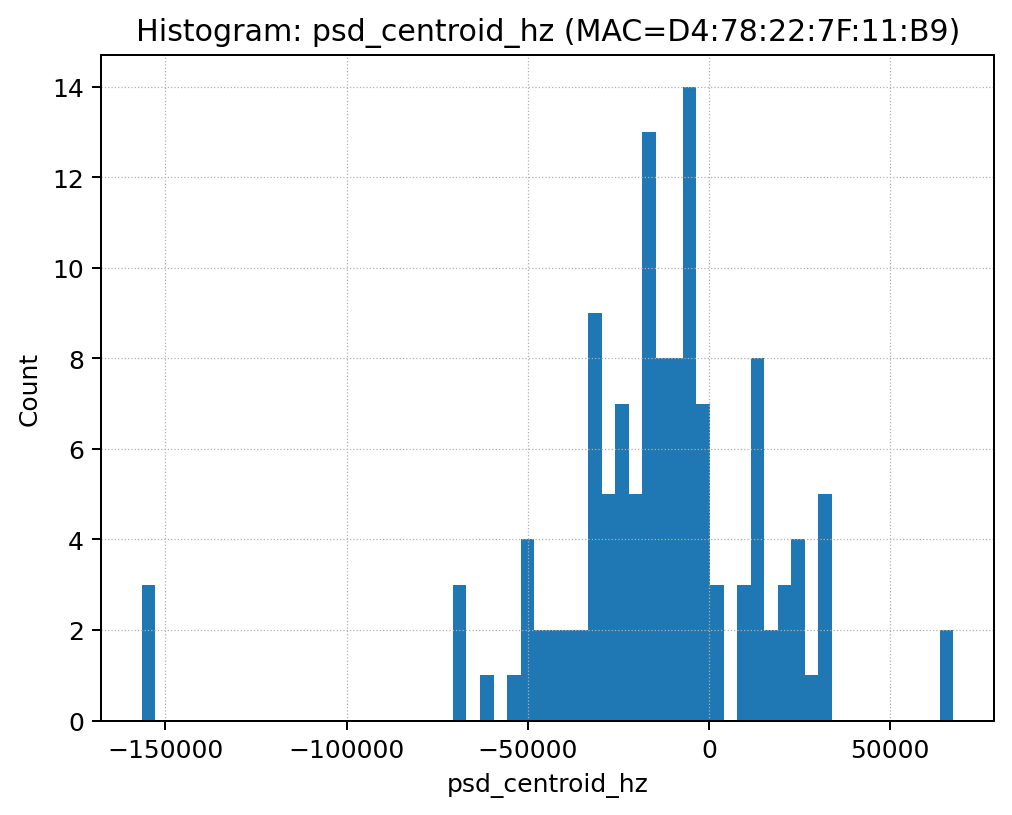 Histogram: psd_centroid_hz (MAC=D4:78:22:7F:11:B9)
14
12
10
8
6
4
2
0
Count
−150000 −100000 −50000 0 50000
psd_centroid_hz